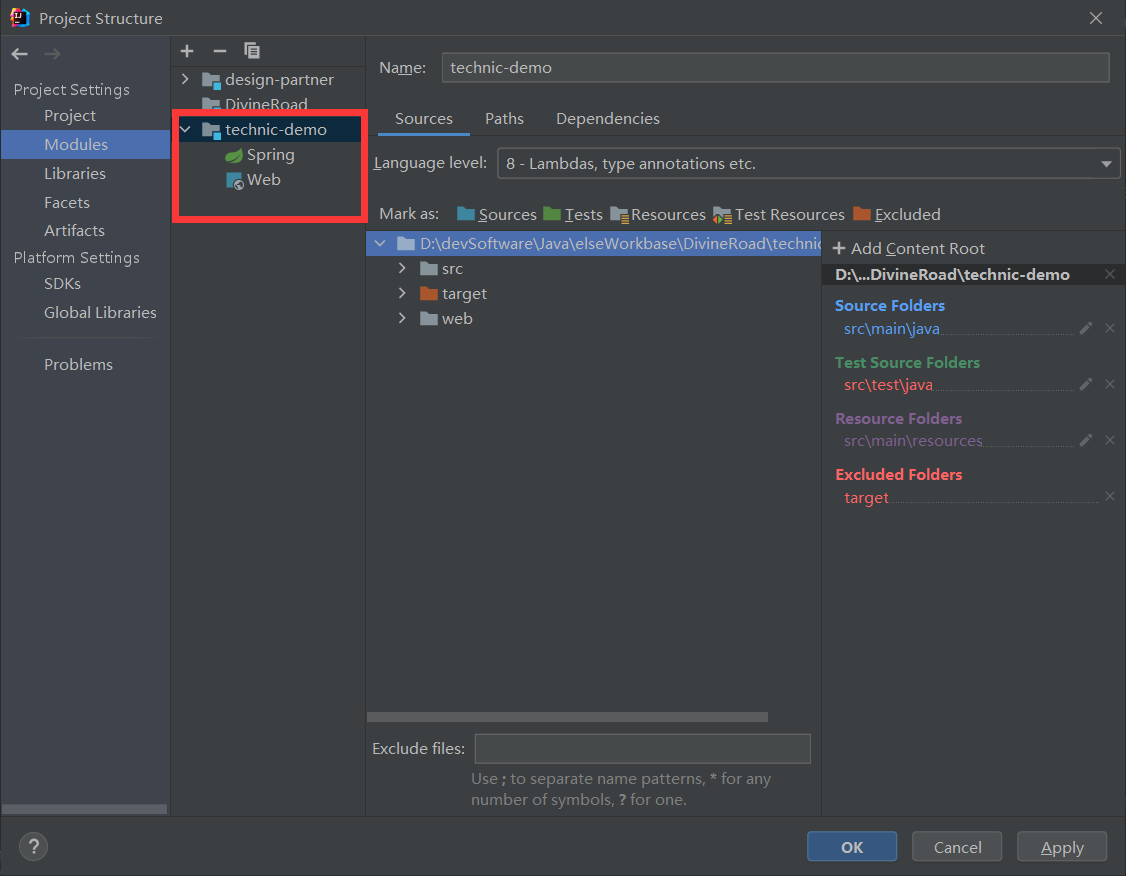 Project Structure
Project Settings
Project
Modules
Libraries
Facets
Artifacts
Platform Settings
SDKs
Global Libraries
Problems
design-partner
DivineRoad
technic-demo
Spring
Web
Name: technic-demo
Sources Paths Dependencies
Language level: 8 - Lambdas, type annotations etc.
Mark as: Sources Tests Resources Test Resources Excluded
D:\devSoftware\Java\elseWorkbase\DivineRoad\technic
src
target
web
+ Add Content Root
D:\...DivineRoad\technic-demo
Source Folders
src\main\java
Test Source Folders
src\test\java
Resource Folders
src\main\resources
Excluded Folders
target
Exclude files:
Use ; to separate name patterns, * for any
number of symbols, ? for one.
? OK Cancel Apply